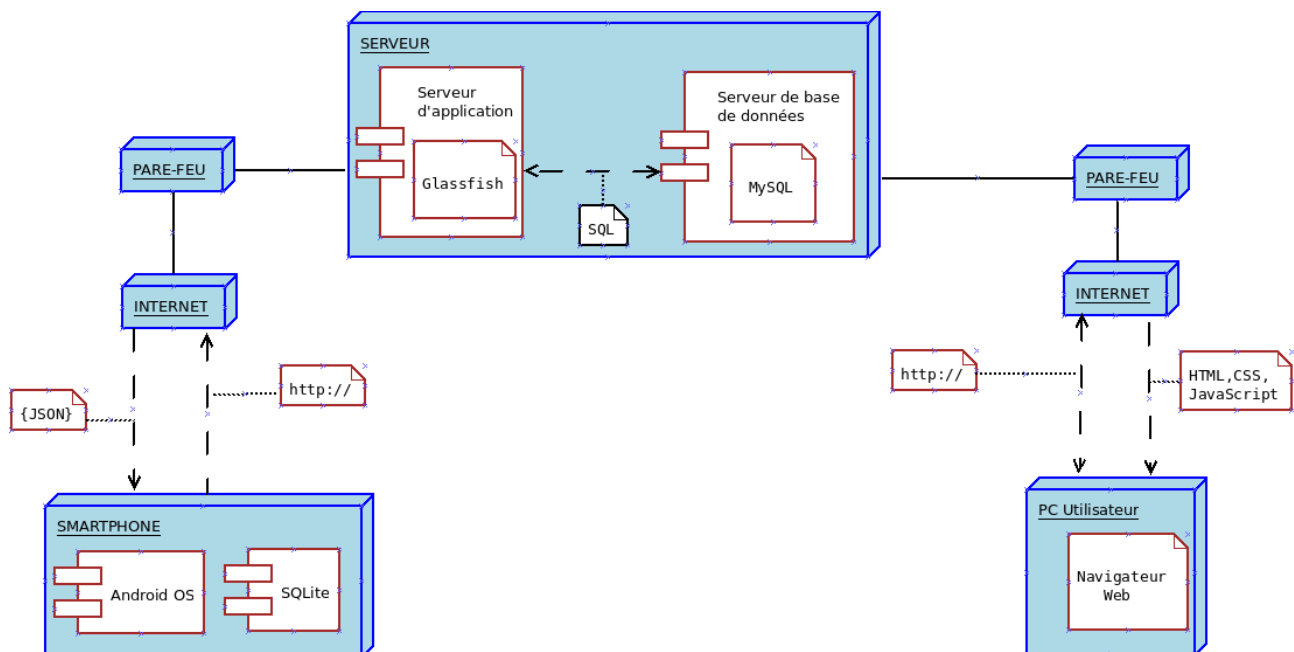 SERVEUR
Serveur
d'application
Glassfish
SQL
Serveur de base
de données
MySQL
PARE-FEU
PARE-FEU
INTERNET
INTERNET
{JSON}
http://
http://
HTML,CSS,
JavaScript
SMARTPHONE
Android OS
SQLite
PC Utilisateur
Navigateur
Web